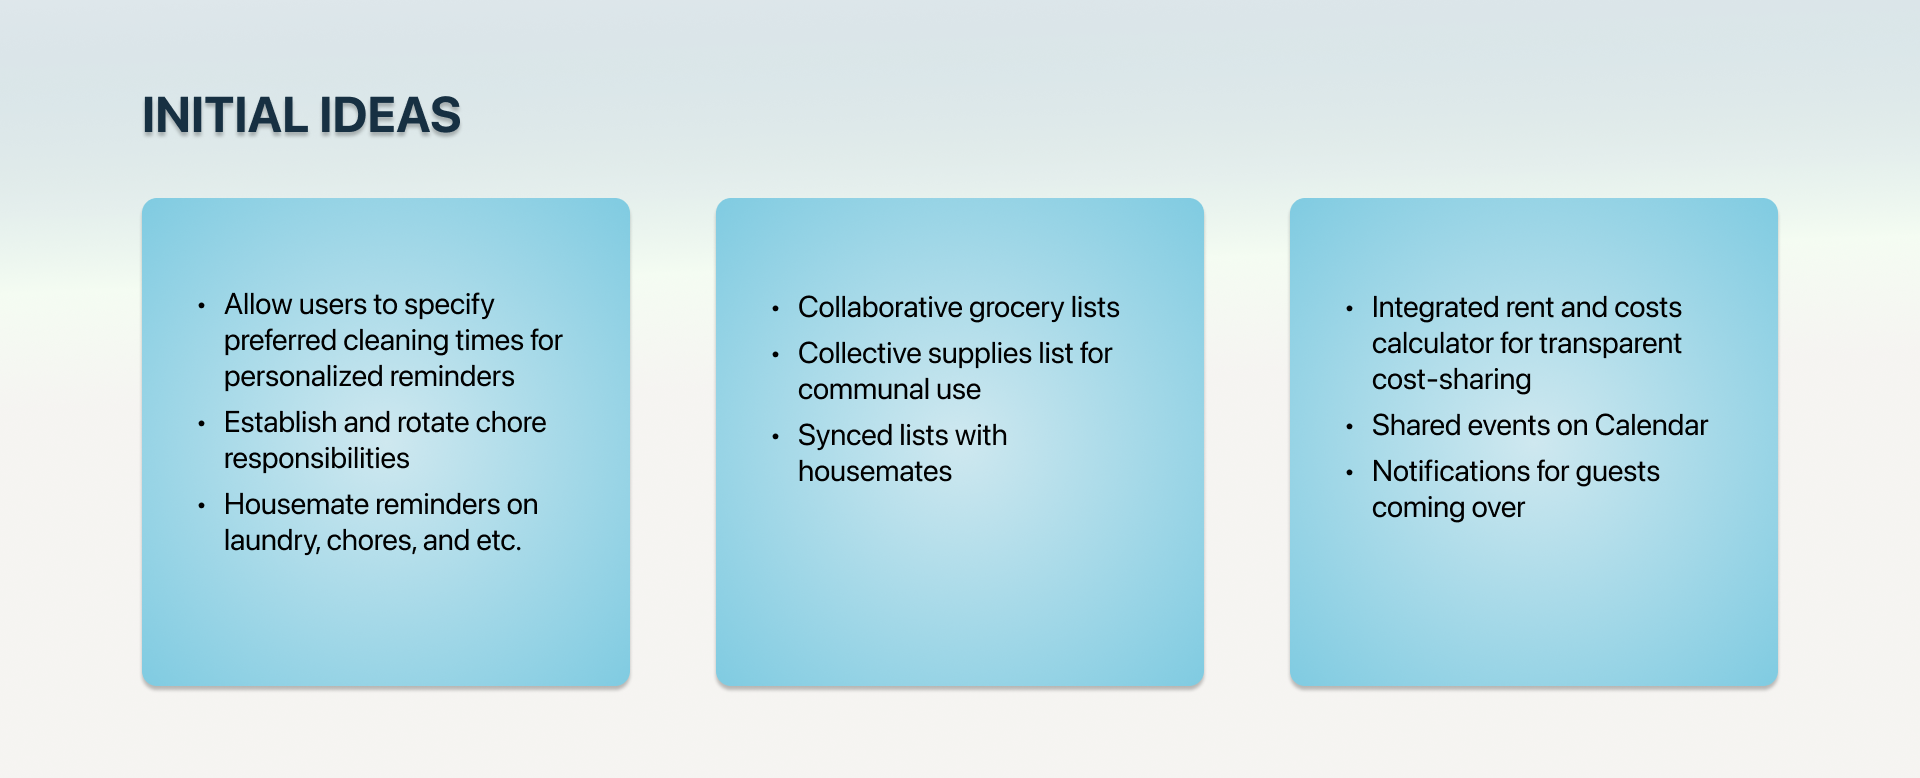 INITIAL IDEAS
• Allow users to specify
preferred cleaning times for
personalized reminders
• Establish and rotate chore
responsibilities
• Housemate reminders on
laundry, chores, and etc.
• Collaborative grocery lists
• Collective supplies list for
communal use
• Synced lists with
housemates
• Integrated rent and costs
calculator for transparent
cost-sharing
• Shared events on Calendar
• Notifications for guests
coming over